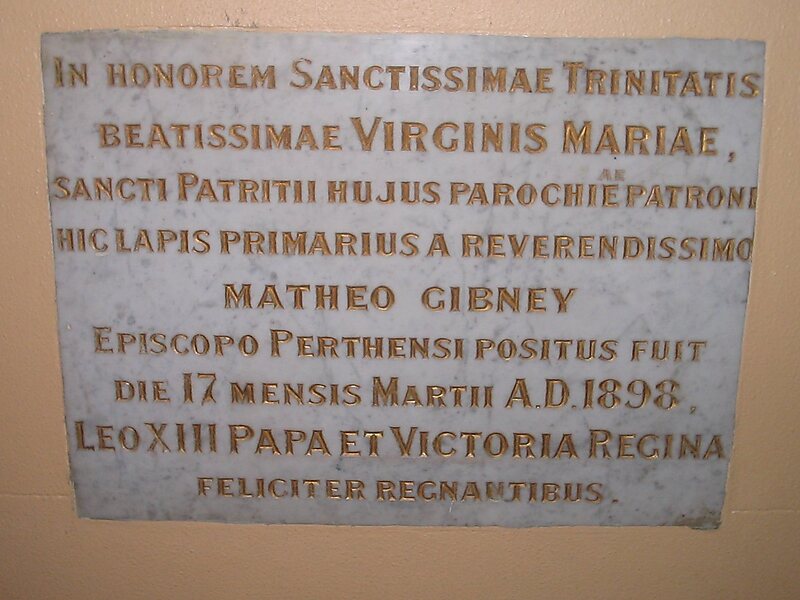 IN HONOREM SANCTISSIMAE TRINITATIS
BEATISSIMAE VIRGINIS MARIAE,
SANCTI PATRITII HUJUS PAROCHIE AE PATRONI
HIC LAPIS PRIMARIUS A REVERENDISSIMO
MATHEO GIBNEY
EPISCOPO PERTHENSI POSITUS FUIT
DIE 17 MENSIS MARTII A.D. 1898,
LEO XIII PAPA ET VICTORIA REGINA
FELICITER REGNAUTIBUS.